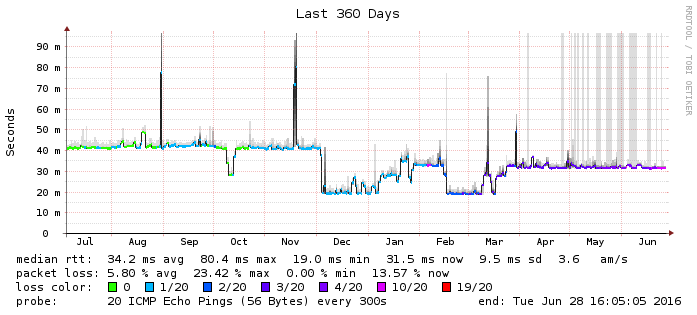 Last 360 Days
RRDTOOL / TOBI OETIKER
Seconds
90 m
80 m
70 m
60 m
50 m
40 m
30 m
20 m
10 m
0
Jul Aug Sep Oct Nov Dec Jan Feb Mar Apr May Jun
median rtt: 34.2 ms avg 80.4 ms max 19.0 ms min 31.5 ms now 9.5 ms sd 3.6 am/s
packet loss: 5.80 % avg 23.42 % max 0.00 % min 13.57 % now
loss color: 0 1/20 2/20 3/20 4/20 10/20 19/20
probe: 20 ICMP Echo Pings (56 Bytes) every 300s end: Tue Jun 28 16:05:05 2016